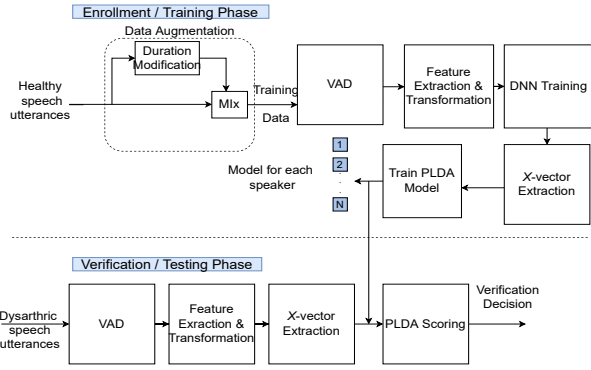 Enrollment / Training Phase
Data Augmentation
Duration
Modification
Healthy
speech
utterances
MIx
Training
Data
VAD
Feature
Extraction &
Transformation
DNN Training
1
2
.
.
N
Model for each
speaker
Train PLDA
Model
X-vector
Extraction
Verification / Testing Phase
Dysarthric
speech
utterances
VAD
Feature
Exraction &
Transformation
X-vector
Extraction
PLDA Scoring
Verification
Decision